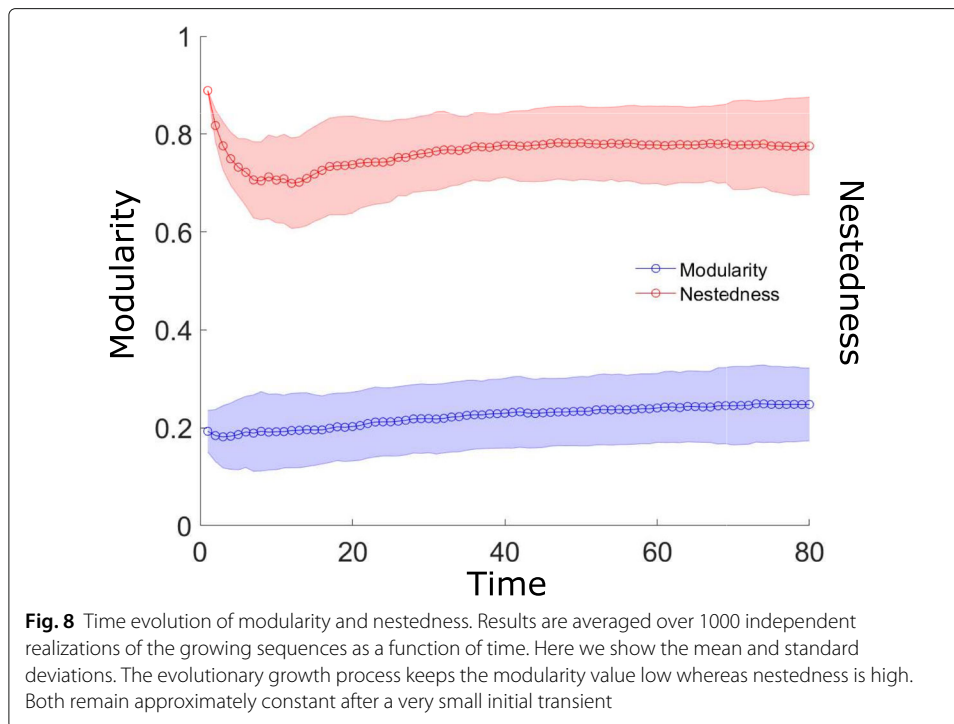 1
0.8
0.6
0.4
0.2
0
0
20
40
60
80
Modularity
Time
Nestedness
Modularity
Nestedness
Fig. 8 Time evolution of modularity and nestedness. Results are averaged over 1000 independent
realizations of the growing sequences as a function of time. Here we show the mean and standard
deviations. The evolutionary growth process keeps the modularity value low whereas nestedness is high.
Both remain approximately constant after a very small initial transient